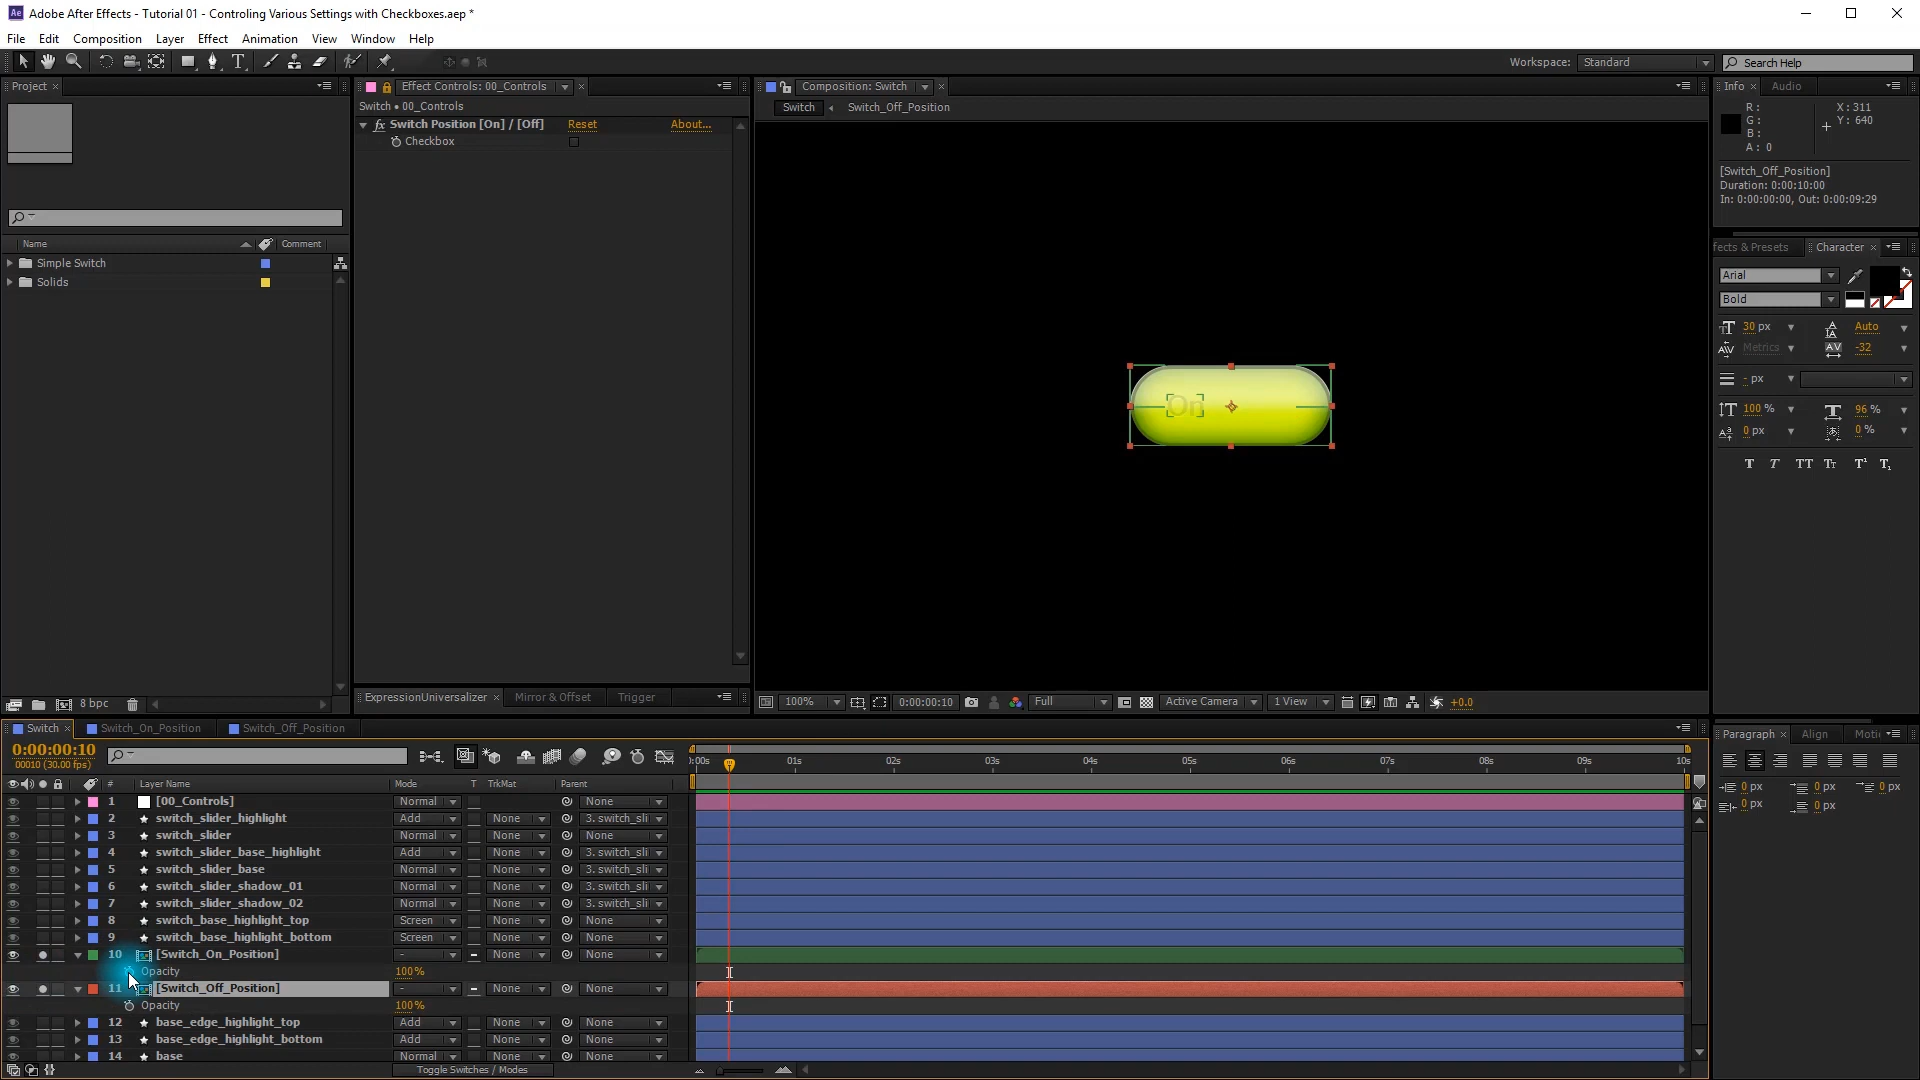 Adobe After Effects - Tutorial 01 - Controling Various Settings with Checkboxes.aep *
File Edit Composition Layer Effect Animation View Window Help
Workspace: Standard Search Help
Project
Name Comment
Simple Switch
Solids
8 bpc
Effect Controls: 00_Controls
Switch • 00_Controls
fx Switch Position [On] / [Off] Reset About...
Checkbox
ExpressionUniversalizer Mirror & Offset Trigger
Composition: Switch
Switch Switch_Off_Position
On
100% 0:00:00:10 Full Active Camera 1 View +0.0
Info Audio
R: X: 311
G: Y: 640
B:
A: 0
[Switch_Off_Position]
Duration: 0:00:10:00
In: 0:00:00:00, Out: 0:00:09:29
ffects & Presets Character
Arial
Bold
30 px Auto
Metrics -32
- px
100 % 96 %
0 px 0 %
T T TT Tt T¹ T₁
Paragraph Align Moti
0 px 0 px 0 px
0 px 0 px
Switch Switch_On_Position Switch_Off_Position
0:00:00:10
00010 (30.00 fps)
:00s 01s 02s 03s 04s 05s 06s 07s 08s 09s 10s
# Layer Name Mode T TrkMat Parent
1 [00_Controls] Normal None
2 switch_slider_highlight Add None 3. switch_sli
3 switch_slider Normal None None
4 switch_slider_base_highlight Add None 3. switch_sli
5 switch_slider_base Normal None 3. switch_sli
6 switch_slider_shadow_01 Normal None 3. switch_sli
7 switch_slider_shadow_02 Normal None 3. switch_sli
8 switch_base_highlight_top Screen None None
9 switch_base_highlight_bottom Screen None None
10 [Switch_On_Position] - None None
Opacity 100%
11 [Switch_Off_Position] - None None
Opacity 100%
12 base_edge_highlight_top Add None None
13 base_edge_highlight_bottom Add None None
14 base Normal None None
Toggle Switches / Modes